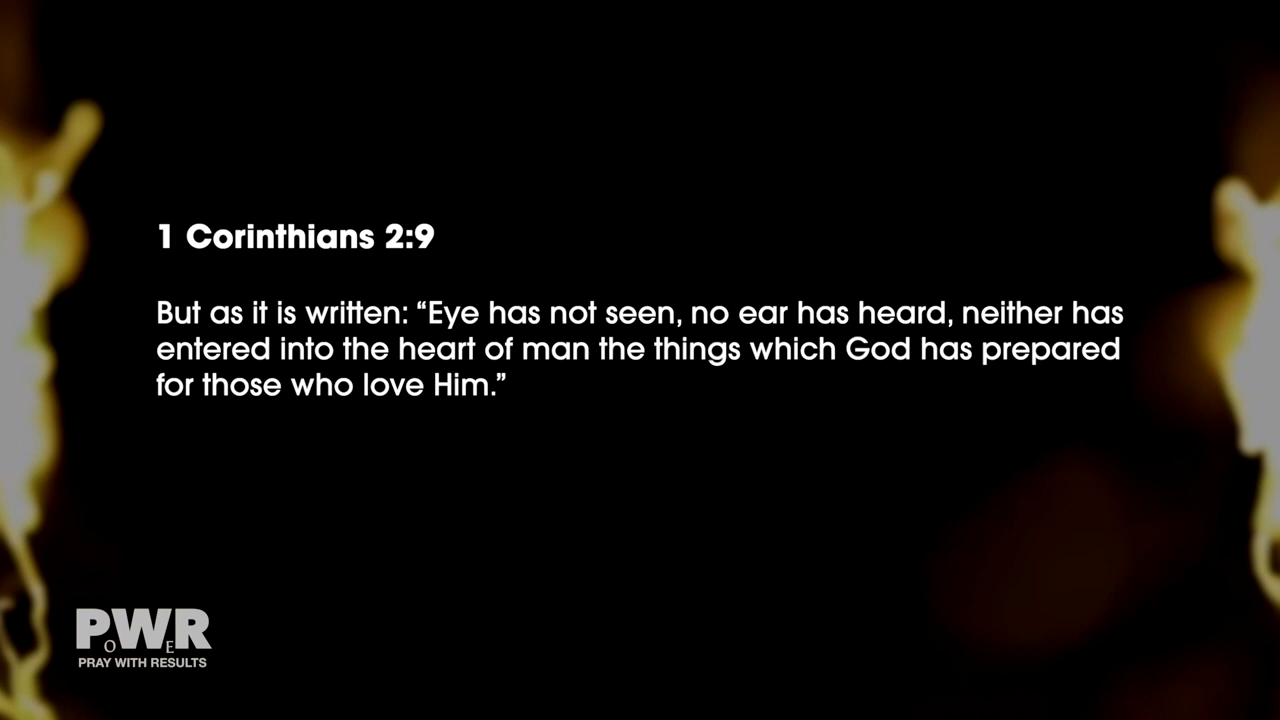 1 Corinthians 2:9
But as it is written: “Eye has not seen, no ear has heard, neither has
entered into the heart of man the things which God has prepared
for those who love Him.”
PoWER
PRAY WITH RESULTS